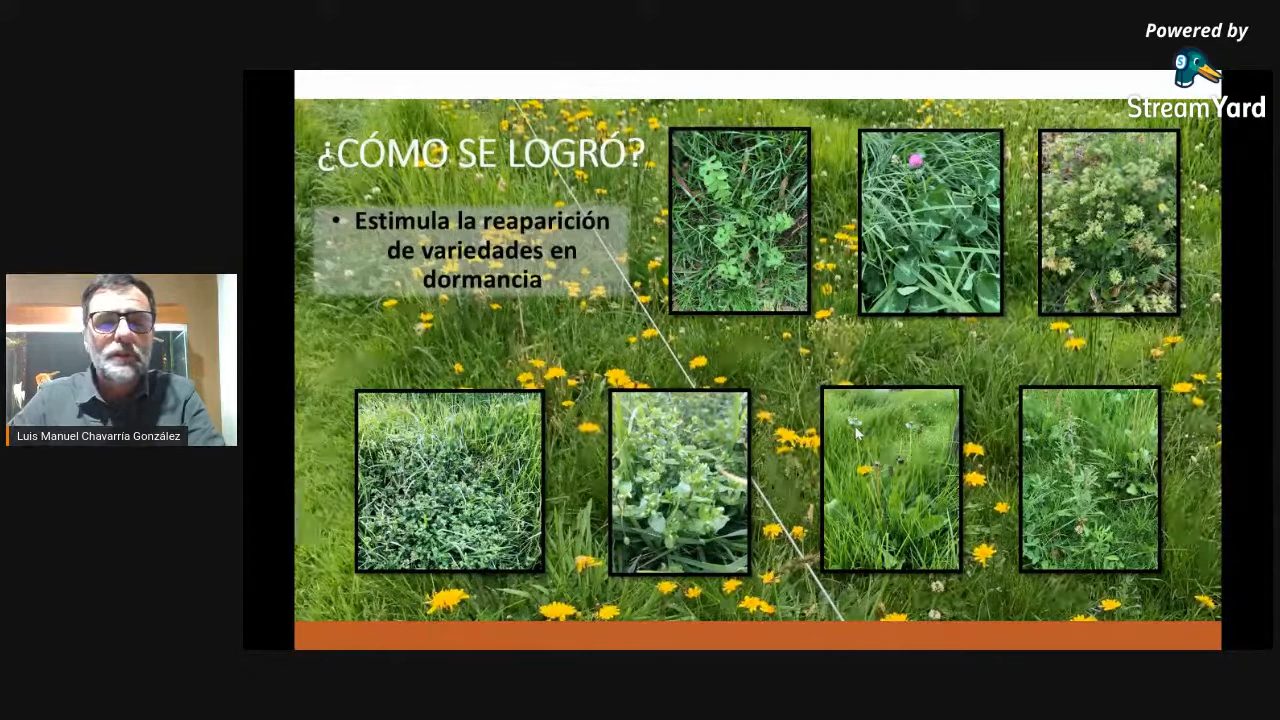 Powered by
StreamYard
¿CÓMO SE LOGRÓ?
• Estimula la reaparición
de variedades en
dormancia
Luis Manuel Chavarría González